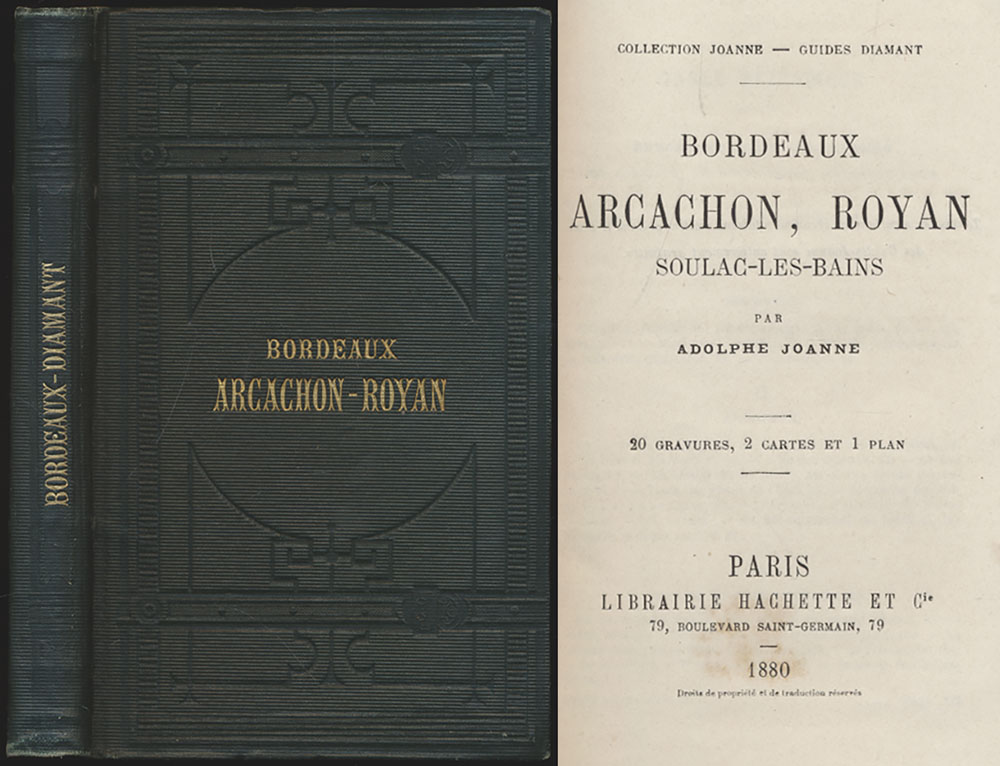 BORDEAUX-DIAMANT
BORDEAUX
ARCACHON-ROYAN
COLLECTION JOANNE — GUIDES DIAMANT
BORDEAUX
ARCACHON, ROYAN
SOULAC-LES-BAINS
PAR
ADOLPHE JOANNE
20 GRAVURES, 2 CARTES ET 1 PLAN
PARIS
LIBRAIRIE HACHETTE ET Cie
79, BOULEVARD SAINT-GERMAIN, 79
1880
Droits de propriété et de traduction réservés